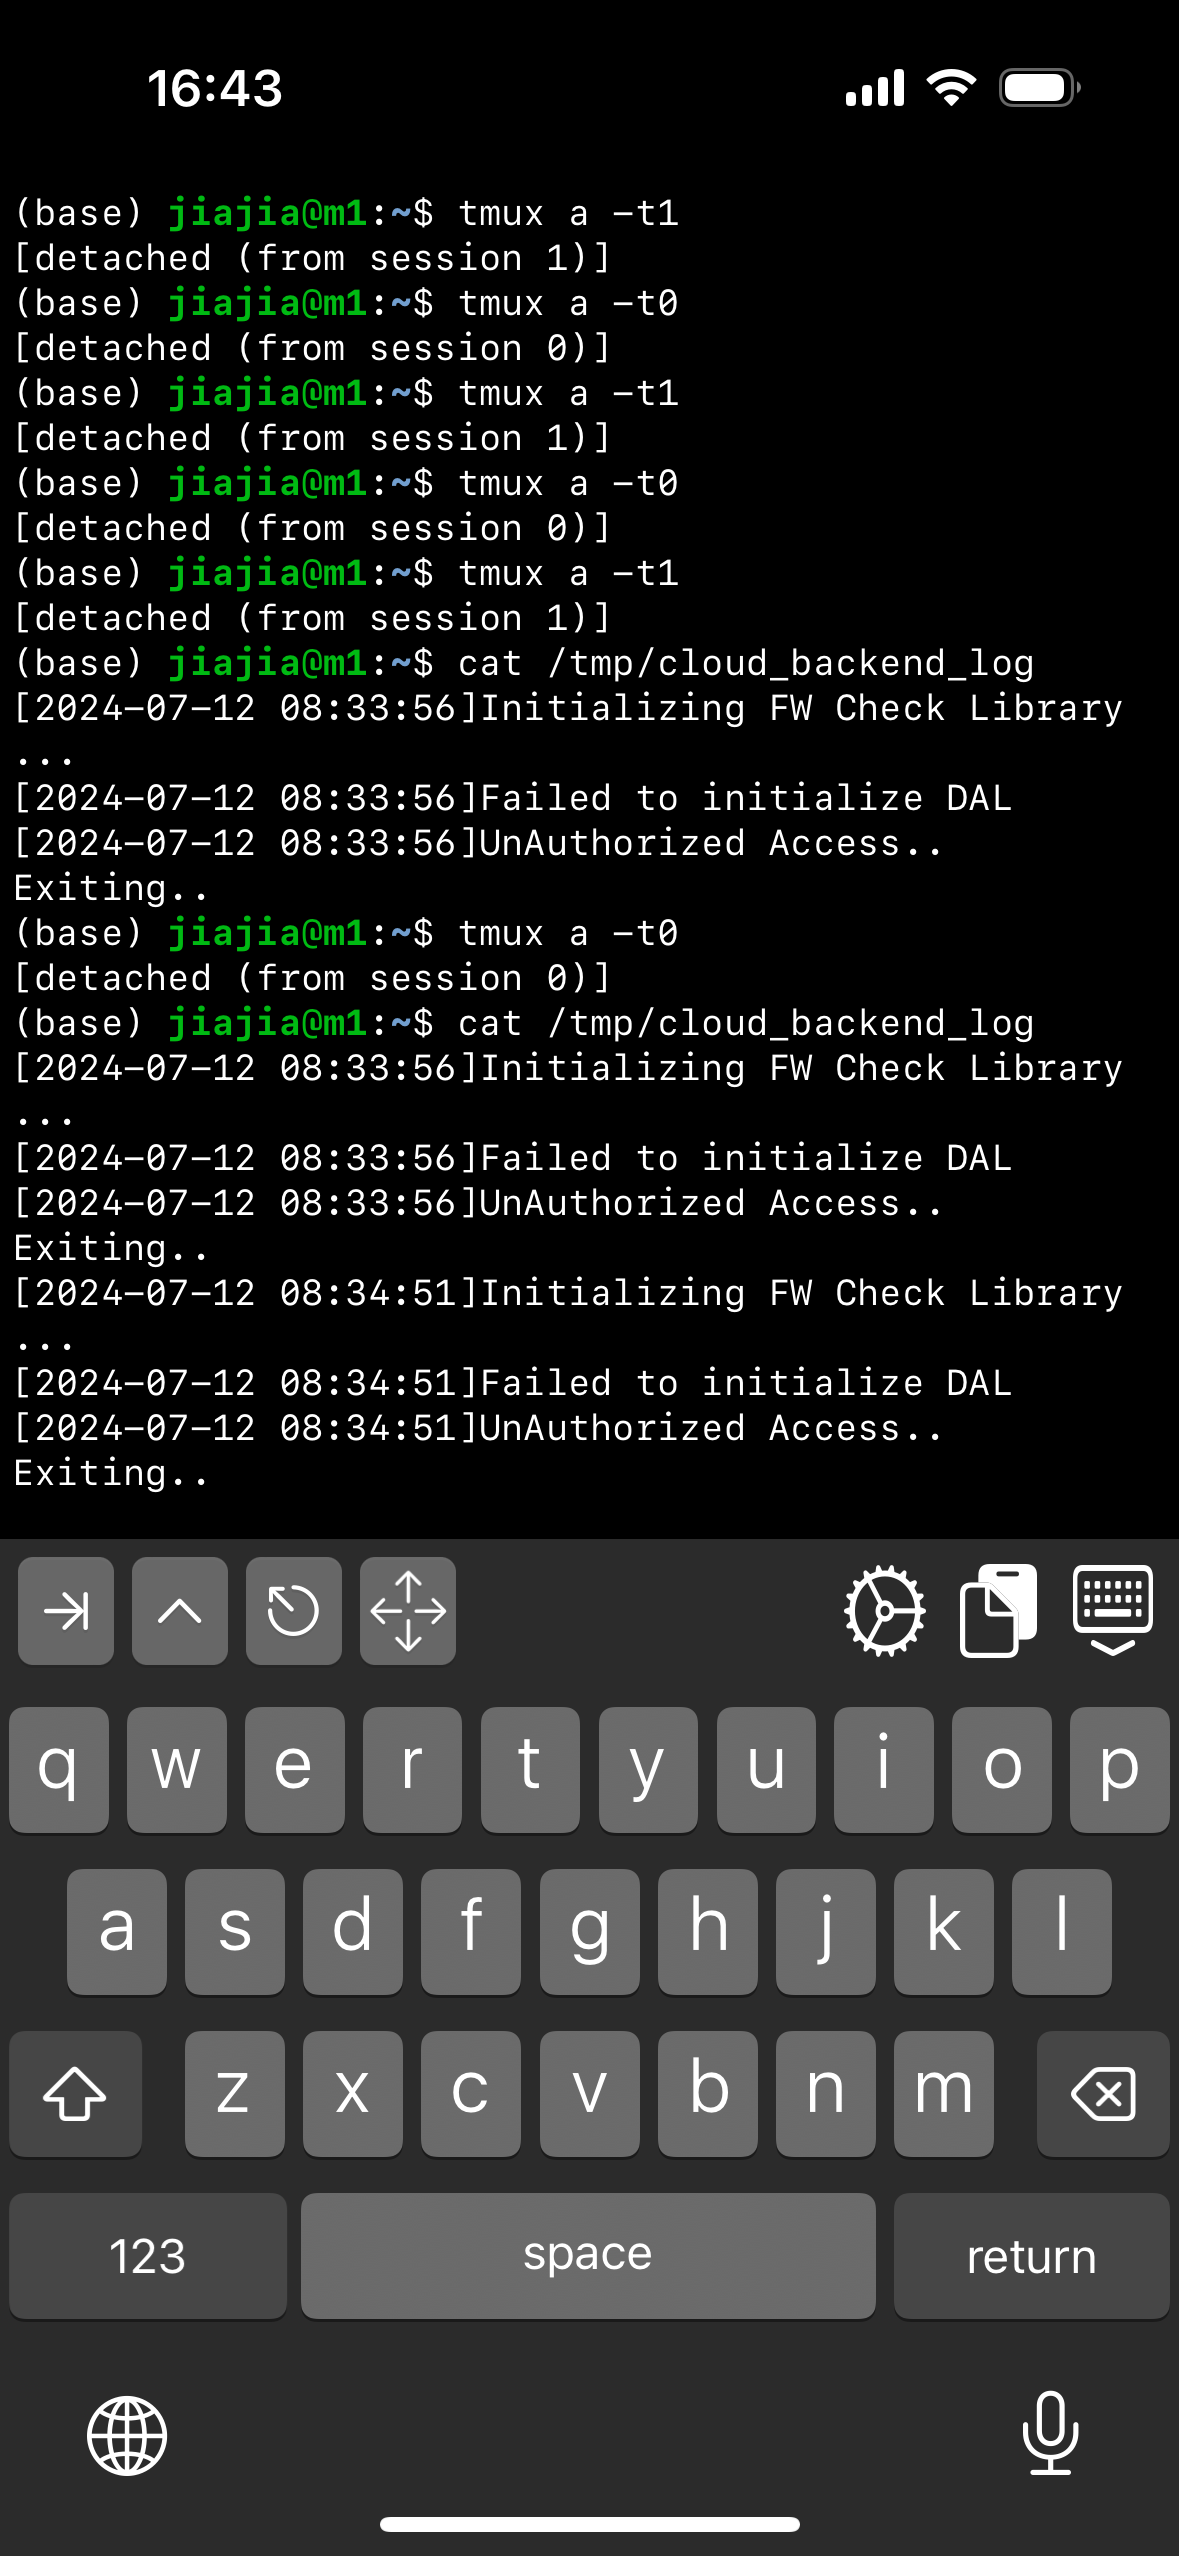 16:43
(base) jiajia@m1:~$ tmux a -t1
[detached (from session 1)]
(base) jiajia@m1:~$ tmux a -t0
[detached (from session 0)]
(base) jiajia@m1:~$ tmux a -t1
[detached (from session 1)]
(base) jiajia@m1:~$ tmux a -t0
[detached (from session 0)]
(base) jiajia@m1:~$ tmux a -t1
[detached (from session 1)]
(base) jiajia@m1:~$ cat /tmp/cloud_backend_log
[2024-07-12 08:33:56]Initializing FW Check Library
...
[2024-07-12 08:33:56]Failed to initialize DAL
[2024-07-12 08:33:56]UnAuthorized Access..
Exiting..
(base) jiajia@m1:~$ tmux a -t0
[detached (from session 0)]
(base) jiajia@m1:~$ cat /tmp/cloud_backend_log
[2024-07-12 08:33:56]Initializing FW Check Library
...
[2024-07-12 08:33:56]Failed to initialize DAL
[2024-07-12 08:33:56]UnAuthorized Access..
Exiting..
[2024-07-12 08:34:51]Initializing FW Check Library
...
[2024-07-12 08:34:51]Failed to initialize DAL
[2024-07-12 08:34:51]UnAuthorized Access..
Exiting..
q w e r t y u i o p
a s d f g h j k l
z x c v b n m
123 space return